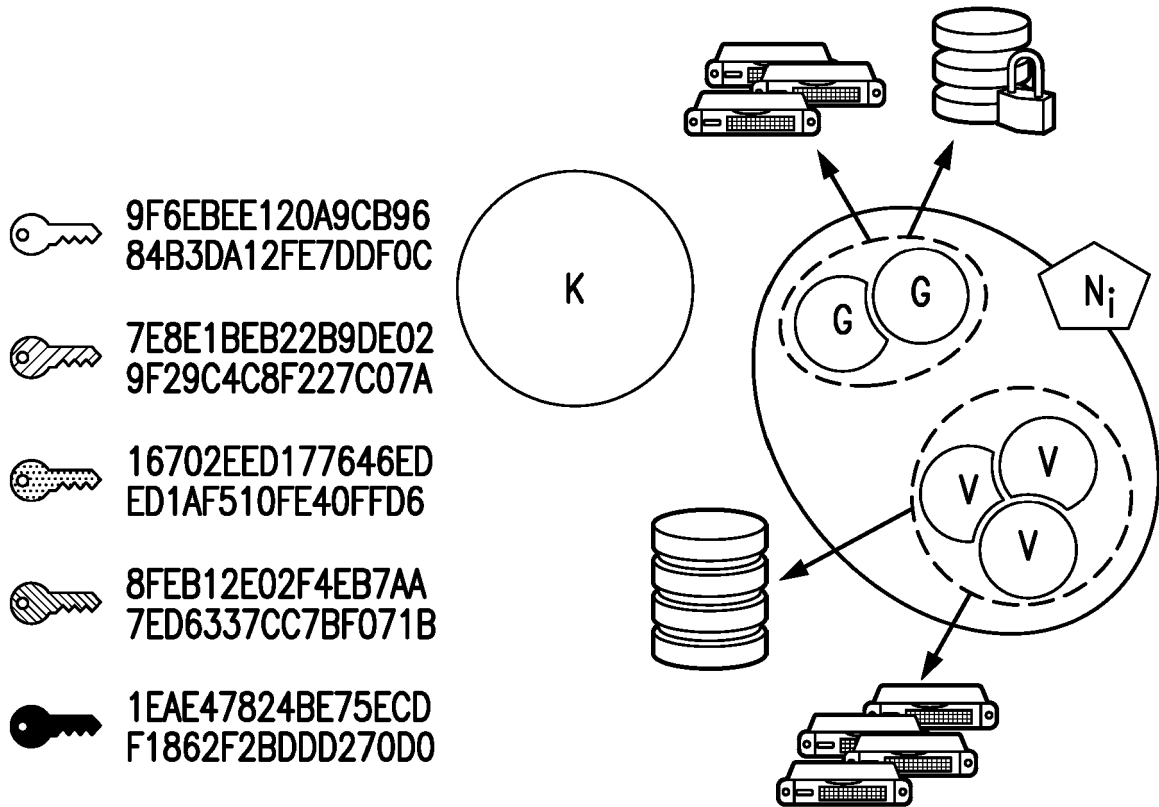 9F6EBEE120A9CB96
84B3DA12FE7DDF0C
7E8E1BEB22B9DE02
9F29C4C8F227C07A
16702EED177646ED
ED1AF510FE40FFD6
8FEB12E02F4EB7AA
7ED6337CC7BF071B
1EAE47824BE75ECD
F1862F2BDDD270D0
K
G
G
Ni
V
V
V